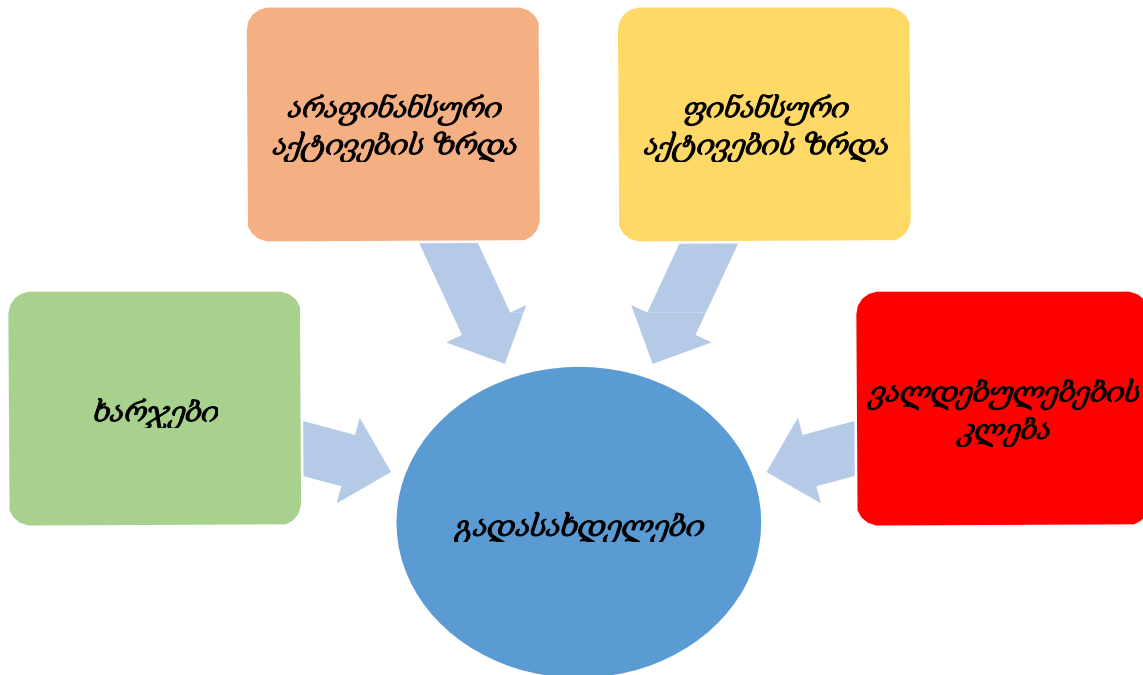 არაფინანსური
აქტივების ზრდა
ფინანსური
აქტივების ზრდა
ხარჯები
ვალდებულებების
კლება
გადასახდელები